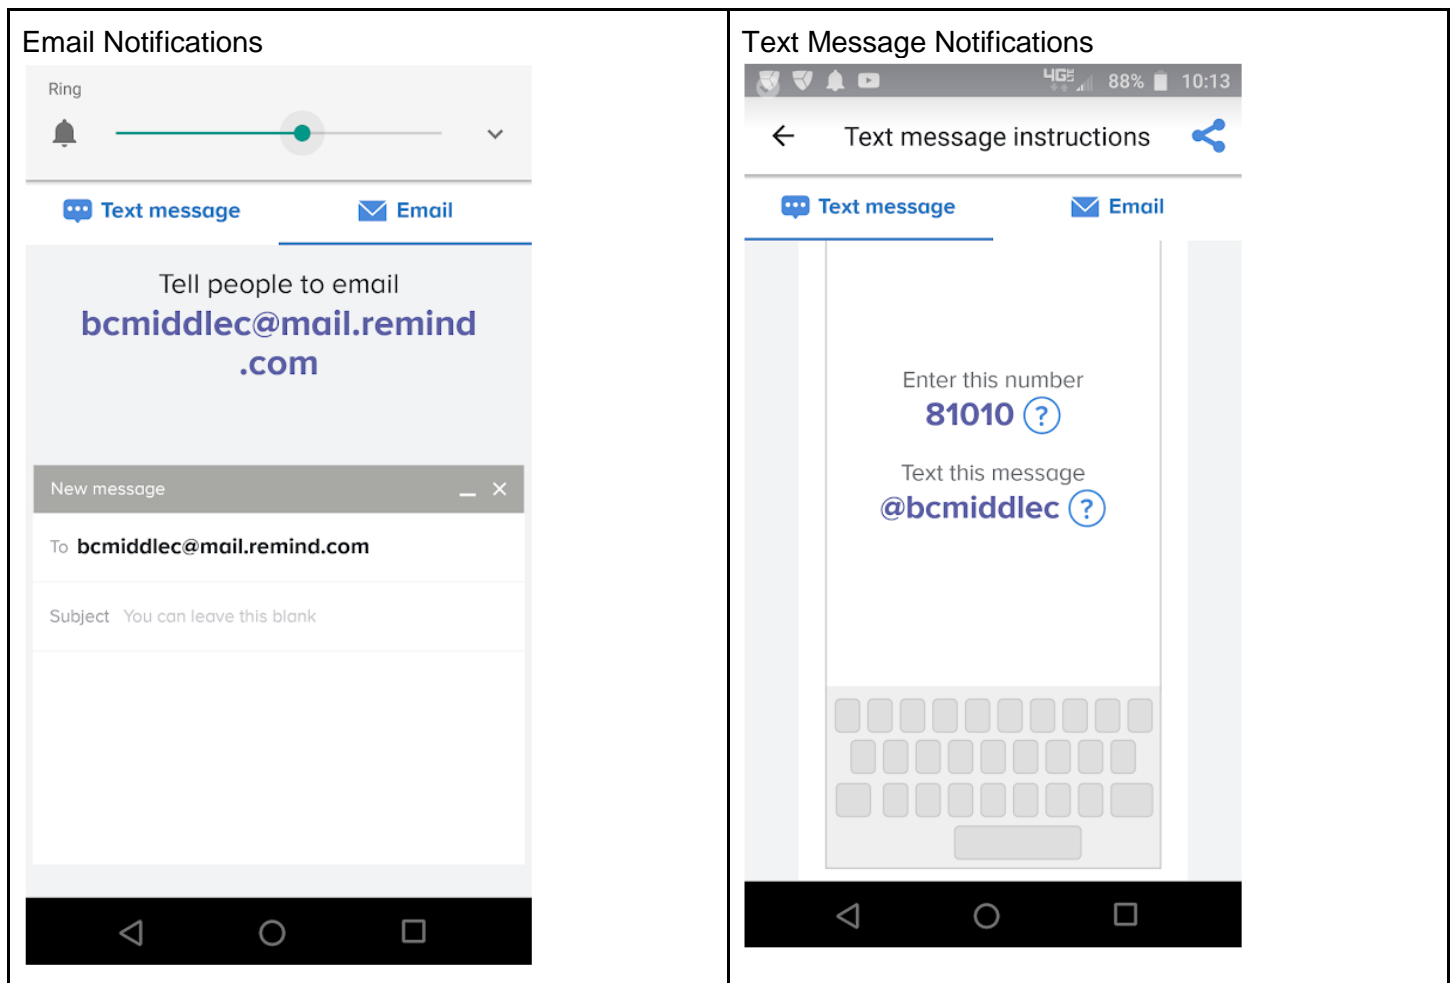 Email Notifications
Ring
Text message
Email
Tell people to email
bcmiddlec@mail.remind
.com
New message
To bcmiddlec@mail.remind.com
Subject You can leave this blank
Text Message Notifications
4G 88% 10:13
Text message instructions
Text message
Email
Enter this number
81010 ?
Text this message
@bcmiddlec ?